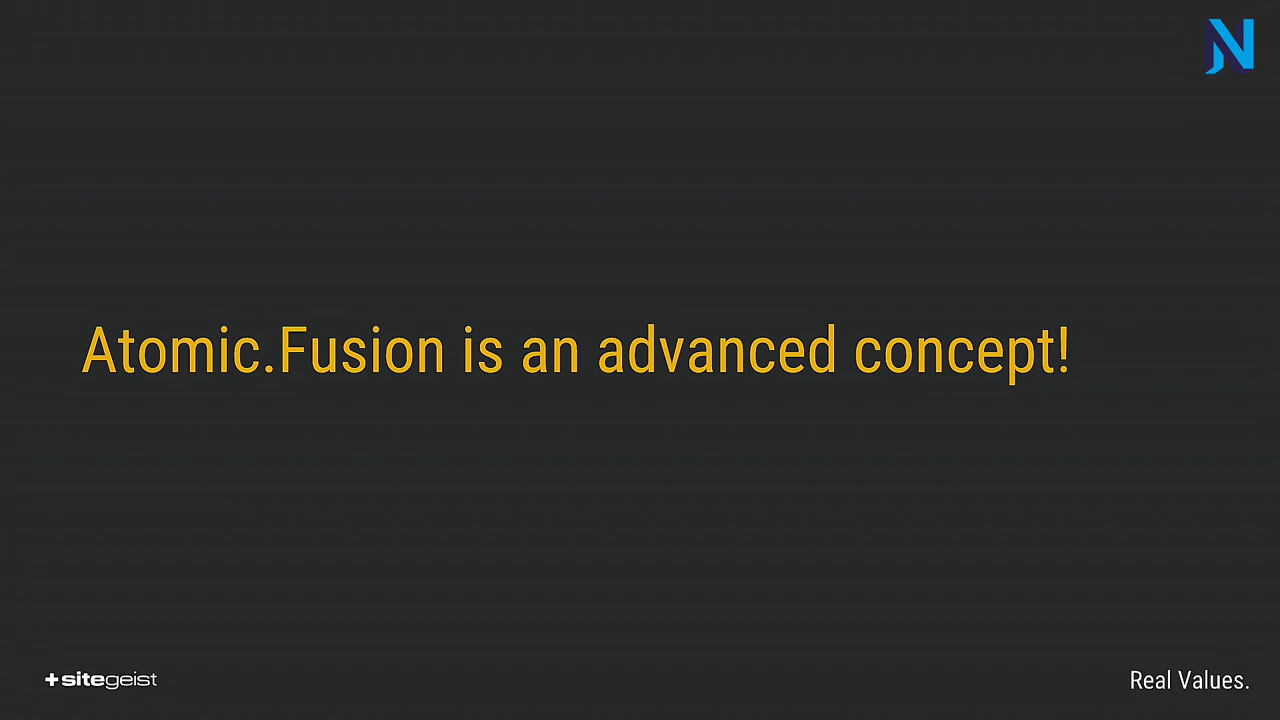 Atomic.Fusion is an advanced concept!
+sitegeist
Real Values.